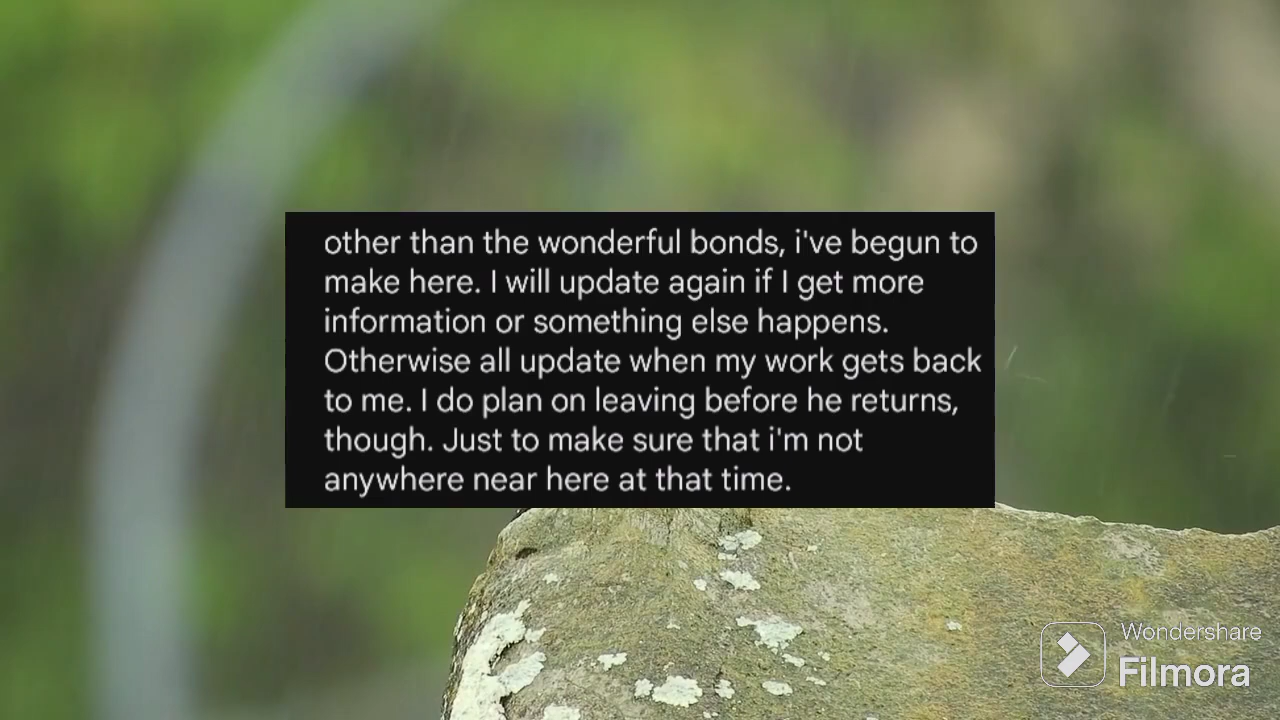 other than the wonderful bonds, i've begun to
make here. I will update again if I get more
information or something else happens.
Otherwise all update when my work gets back
to me. I do plan on leaving before he returns,
though. Just to make sure that i'm not
anywhere near here at that time.
Wondershare
Filmora